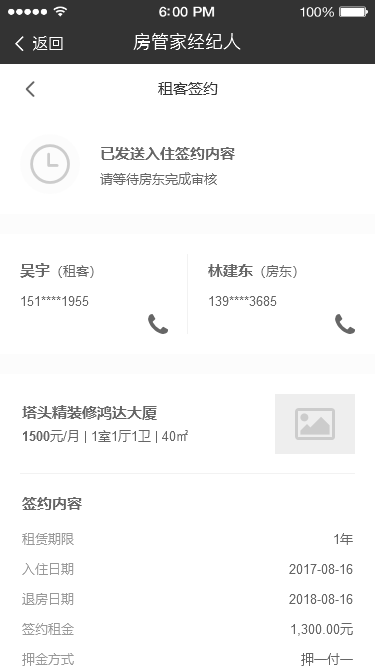 6:00 PM
100%
返回
房管家经纪人
租客签约
已发送入住签约内容
请等待房东完成审核
吴宇（租客）
151****1955
林建东（房东）
139****3685
塔头精装修鸿达大厦
1500元/月 | 1室1厅1卫 | 40㎡
签约内容
租赁期限 1年
入住日期 2017-08-16
退房日期 2018-08-16
签约租金 1,300.00元
押金方式 押一付一